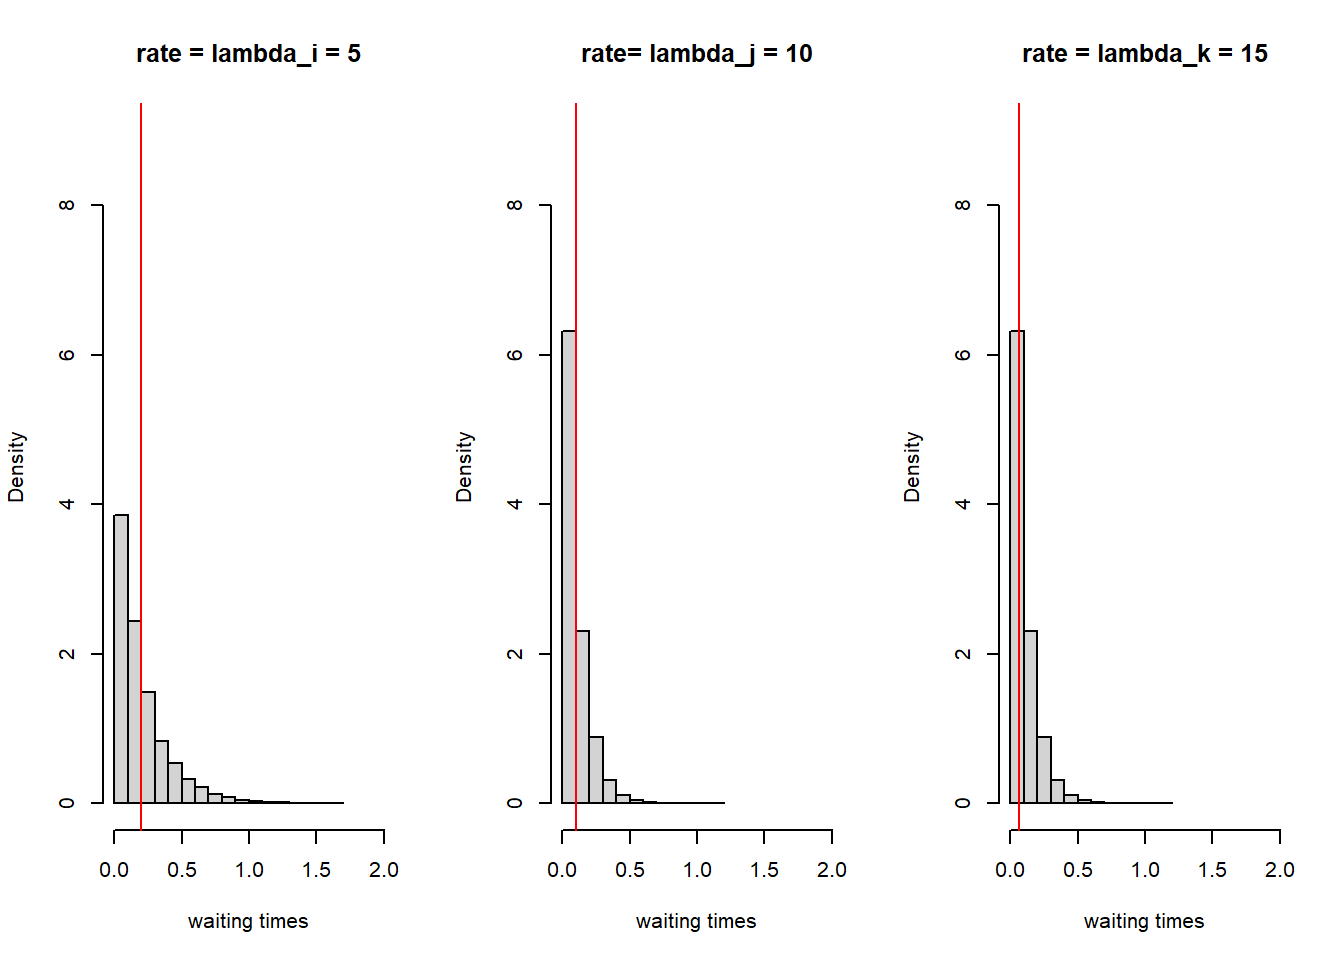 rate = lambda_i = 5
Density
8
6
4
2
0
0.0 0.5 1.0 1.5 2.0
waiting times
rate= lambda_j = 10
Density
8
6
4
2
0
0.0 0.5 1.0 1.5 2.0
waiting times
rate = lambda_k = 15
Density
8
6
4
2
0
0.0 0.5 1.0 1.5 2.0
waiting times